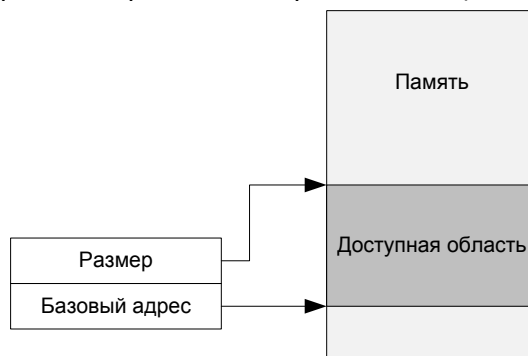 Память
Доступная область
Размер
Базовый адрес